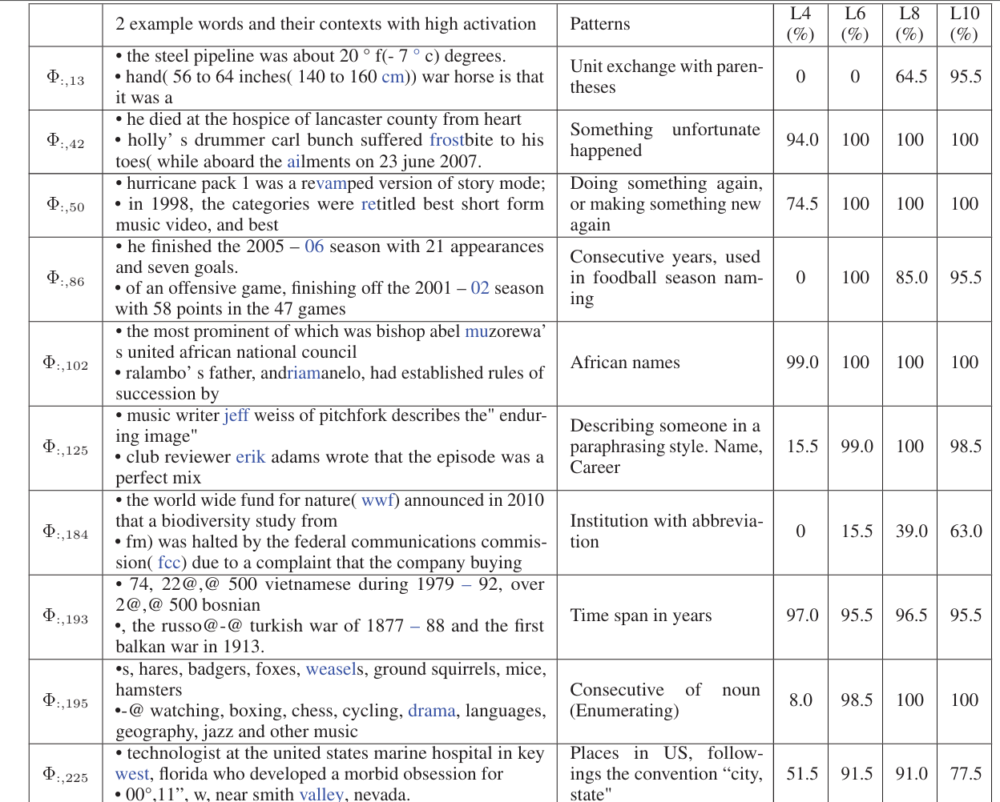 2 example words and their contexts with high activation Patterns L4 (%) L6 (%) L8 (%) L10 (%)
Φ:,13
• the steel pipeline was about 20 ° f(- 7 ° c) degrees.
• hand( 56 to 64 inches( 140 to 160 cm)) war horse is that
it was a
Unit exchange with paren-
theses
0 0 64.5 95.5
Φ:,42
• he died at the hospice of lancaster county from heart
• holly’ s drummer carl bunch suffered frostbite to his
toes( while aboard the ailments on 23 june 2007.
Something unfortunate
happened
94.0 100 100 100
Φ:,50
• hurricane pack 1 was a revamped version of story mode;
• in 1998, the categories were retitled best short form
music video, and best
Doing something again,
or making something new
again
74.5 100 100 100
Φ:,86
• he finished the 2005 – 06 season with 21 appearances
and seven goals.
• of an offensive game, finishing off the 2001 – 02 season
with 58 points in the 47 games
Consecutive years, used
in foodball season nam-
ing
0 100 85.0 95.5
Φ:,102
• the most prominent of which was bishop abel muzorewa’
s united african national council
• ralambo’ s father, andriamanelo, had established rules of
succession by
African names
99.0 100 100 100
Φ:,125
• music writer jeff weiss of pitchfork describes the" endur-
ing image"
• club reviewer erik adams wrote that the episode was a
perfect mix
Describing someone in a
paraphrasing style. Name,
Career
15.5 99.0 100 98.5
Φ:,184
• the world wide fund for nature( wwf) announced in 2010
that a biodiversity study from
• fm) was halted by the federal communications commis-
sion( fcc) due to a complaint that the company buying
Institution with abbrevia-
tion
0 15.5 39.0 63.0
Φ:,193
• 74, 22@,@ 500 vietnamese during 1979 – 92, over
2@,@ 500 bosnian
•, the russo@-@ turkish war of 1877 – 88 and the first
balkan war in 1913.
Time span in years
97.0 95.5 96.5 95.5
Φ:,195
•s, hares, badgers, foxes, weasels, ground squirrels, mice,
hamsters
•-@ watching, boxing, chess, cycling, drama, languages,
geography, jazz and other music
Consecutive of noun
(Enumerating)
8.0 98.5 100 100
Φ:,225
• technologist at the united states marine hospital in key
west, florida who developed a morbid obsession for
• 00°,11”, w, near smith valley, nevada.
Places in US, follow-
ings the convention “city,
state"
51.5 91.5 91.0 77.5